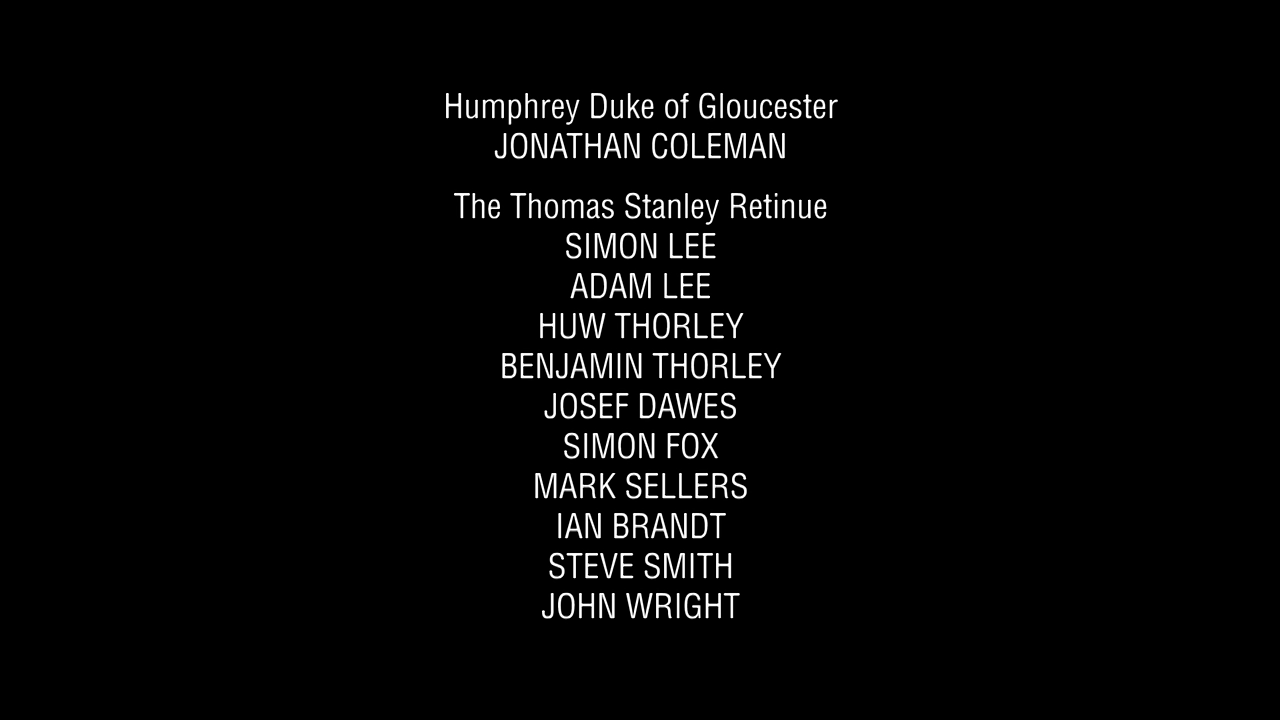 Humphrey Duke of Gloucester
JONATHAN COLEMAN
The Thomas Stanley Retinue
SIMON LEE
ADAM LEE
HUW THORLEY
BENJAMIN THORLEY
JOSEF DAWES
SIMON FOX
MARK SELLERS
IAN BRANDT
STEVE SMITH
JOHN WRIGHT